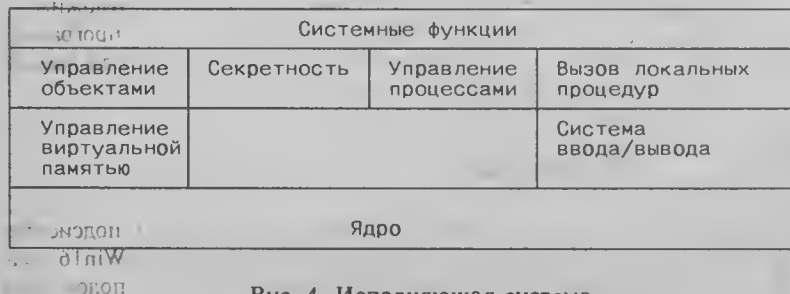 Системные функции
Управление
объектами
Секретность
Управление
процессами
Вызов локальных
процедур
Управление
виртуальной
памятью
Система
ввода/вывода
Ядро
Рис. 4. Исполняющая система